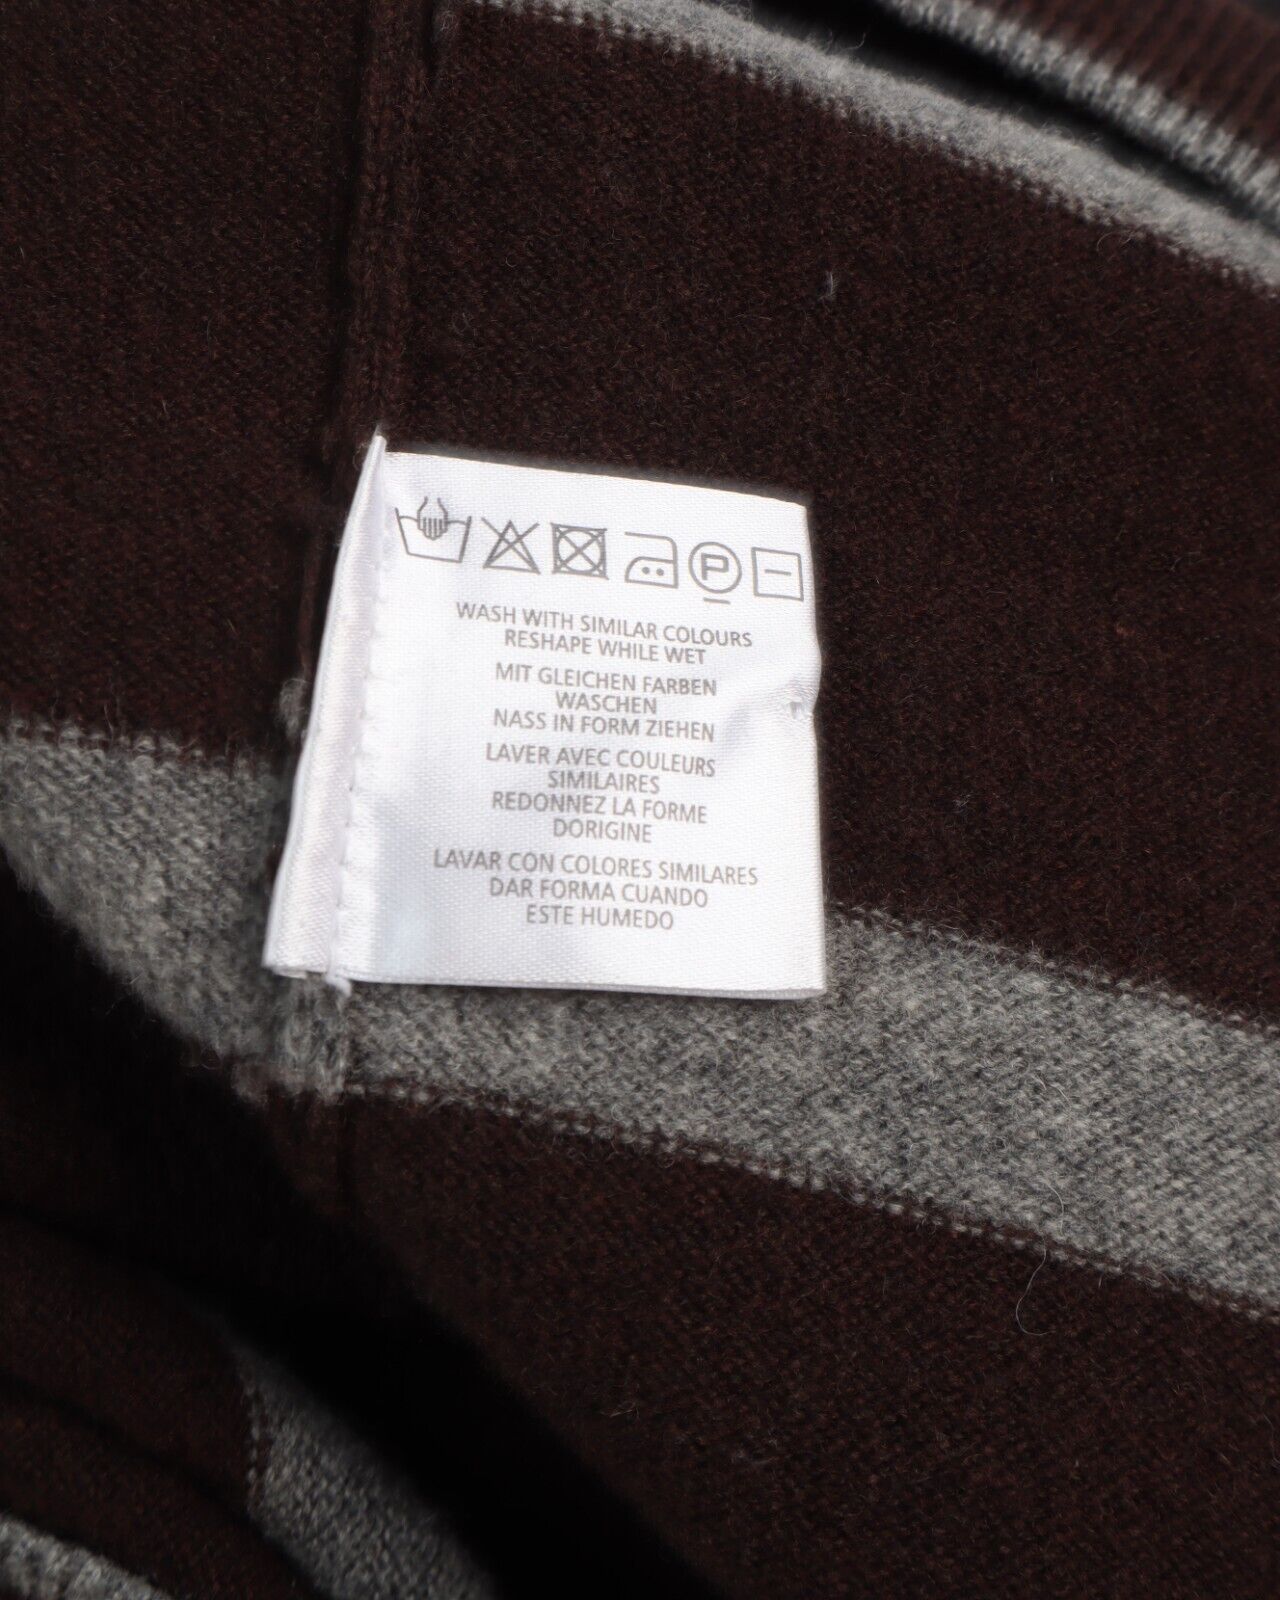 P
WASH WITH SIMILAR COLOURS
RESHAPE WHILE WET
MIT GLEICHEN FARBEN
WASCHEN
NASS IN FORM ZIEHEN
LAVER AVEC COULEURS
SIMILAIRES
REDONNEZ LA FORME
DORIGINE
LAVAR CON COLORES SIMILARES
DAR FORMA CUANDO
ESTE HUMEDO